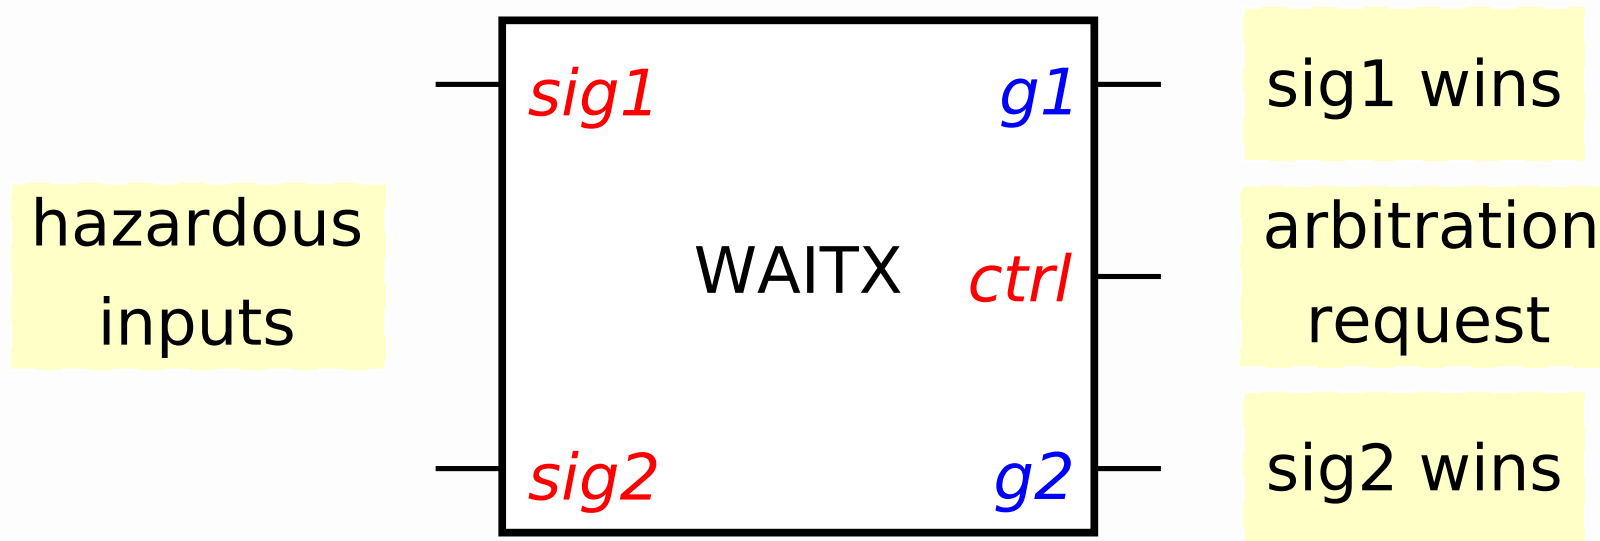 hazardous
inputs
sig1
sig2
WAITX
g1
ctrl
g2
sig1 wins
arbitration
request
sig2 wins